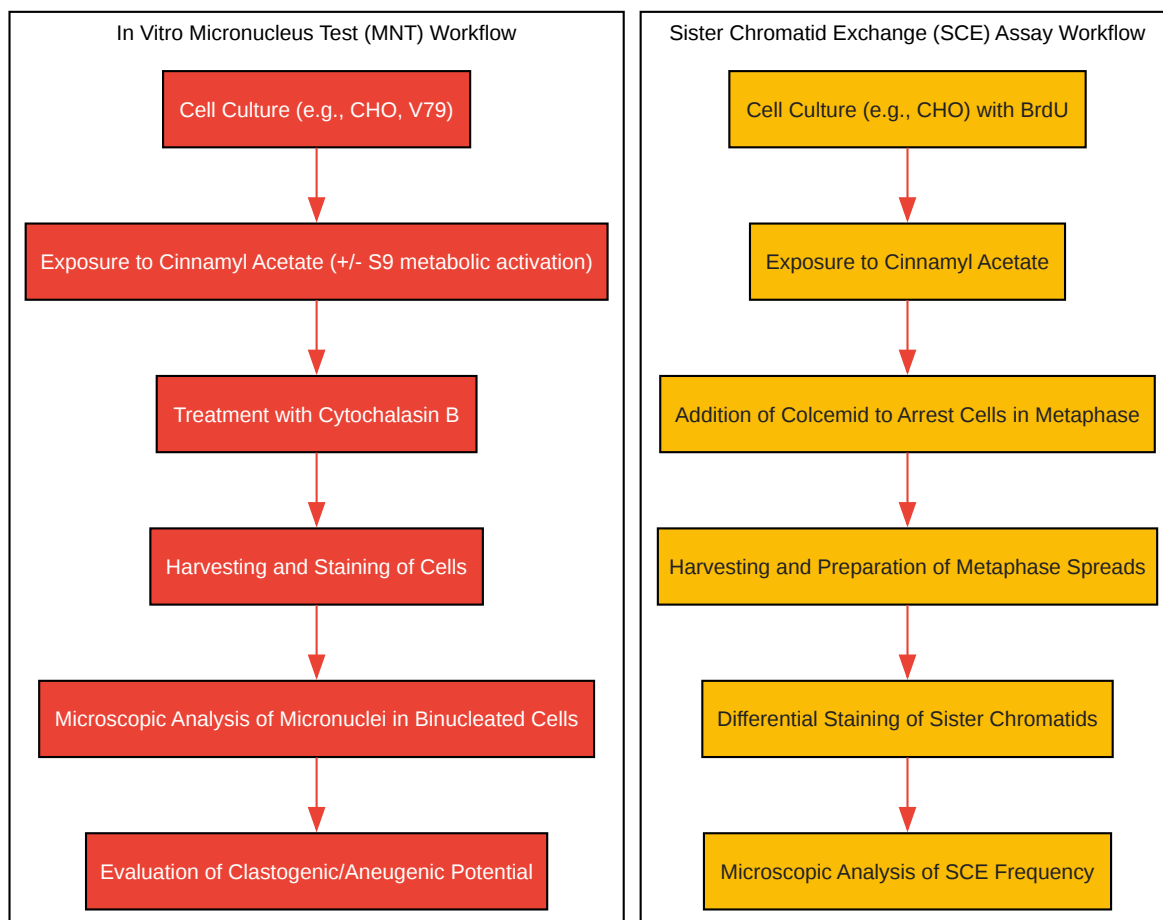 In Vitro Micronucleus Test (MNT) Workflow
Cell Culture (e.g., CHO, V79)
Exposure to Cinnamyl Acetate (+/- S9 metabolic activation)
Treatment with Cytochalasin B
Harvesting and Staining of Cells
Microscopic Analysis of Micronuclei in Binucleated Cells
Evaluation of Clastogenic/Aneugenic Potential
Sister Chromatid Exchange (SCE) Assay Workflow
Cell Culture (e.g., CHO) with BrdU
Exposure to Cinnamyl Acetate
Addition of Colcemid to Arrest Cells in Metaphase
Harvesting and Preparation of Metaphase Spreads
Differential Staining of Sister Chromatids
Microscopic Analysis of SCE Frequency